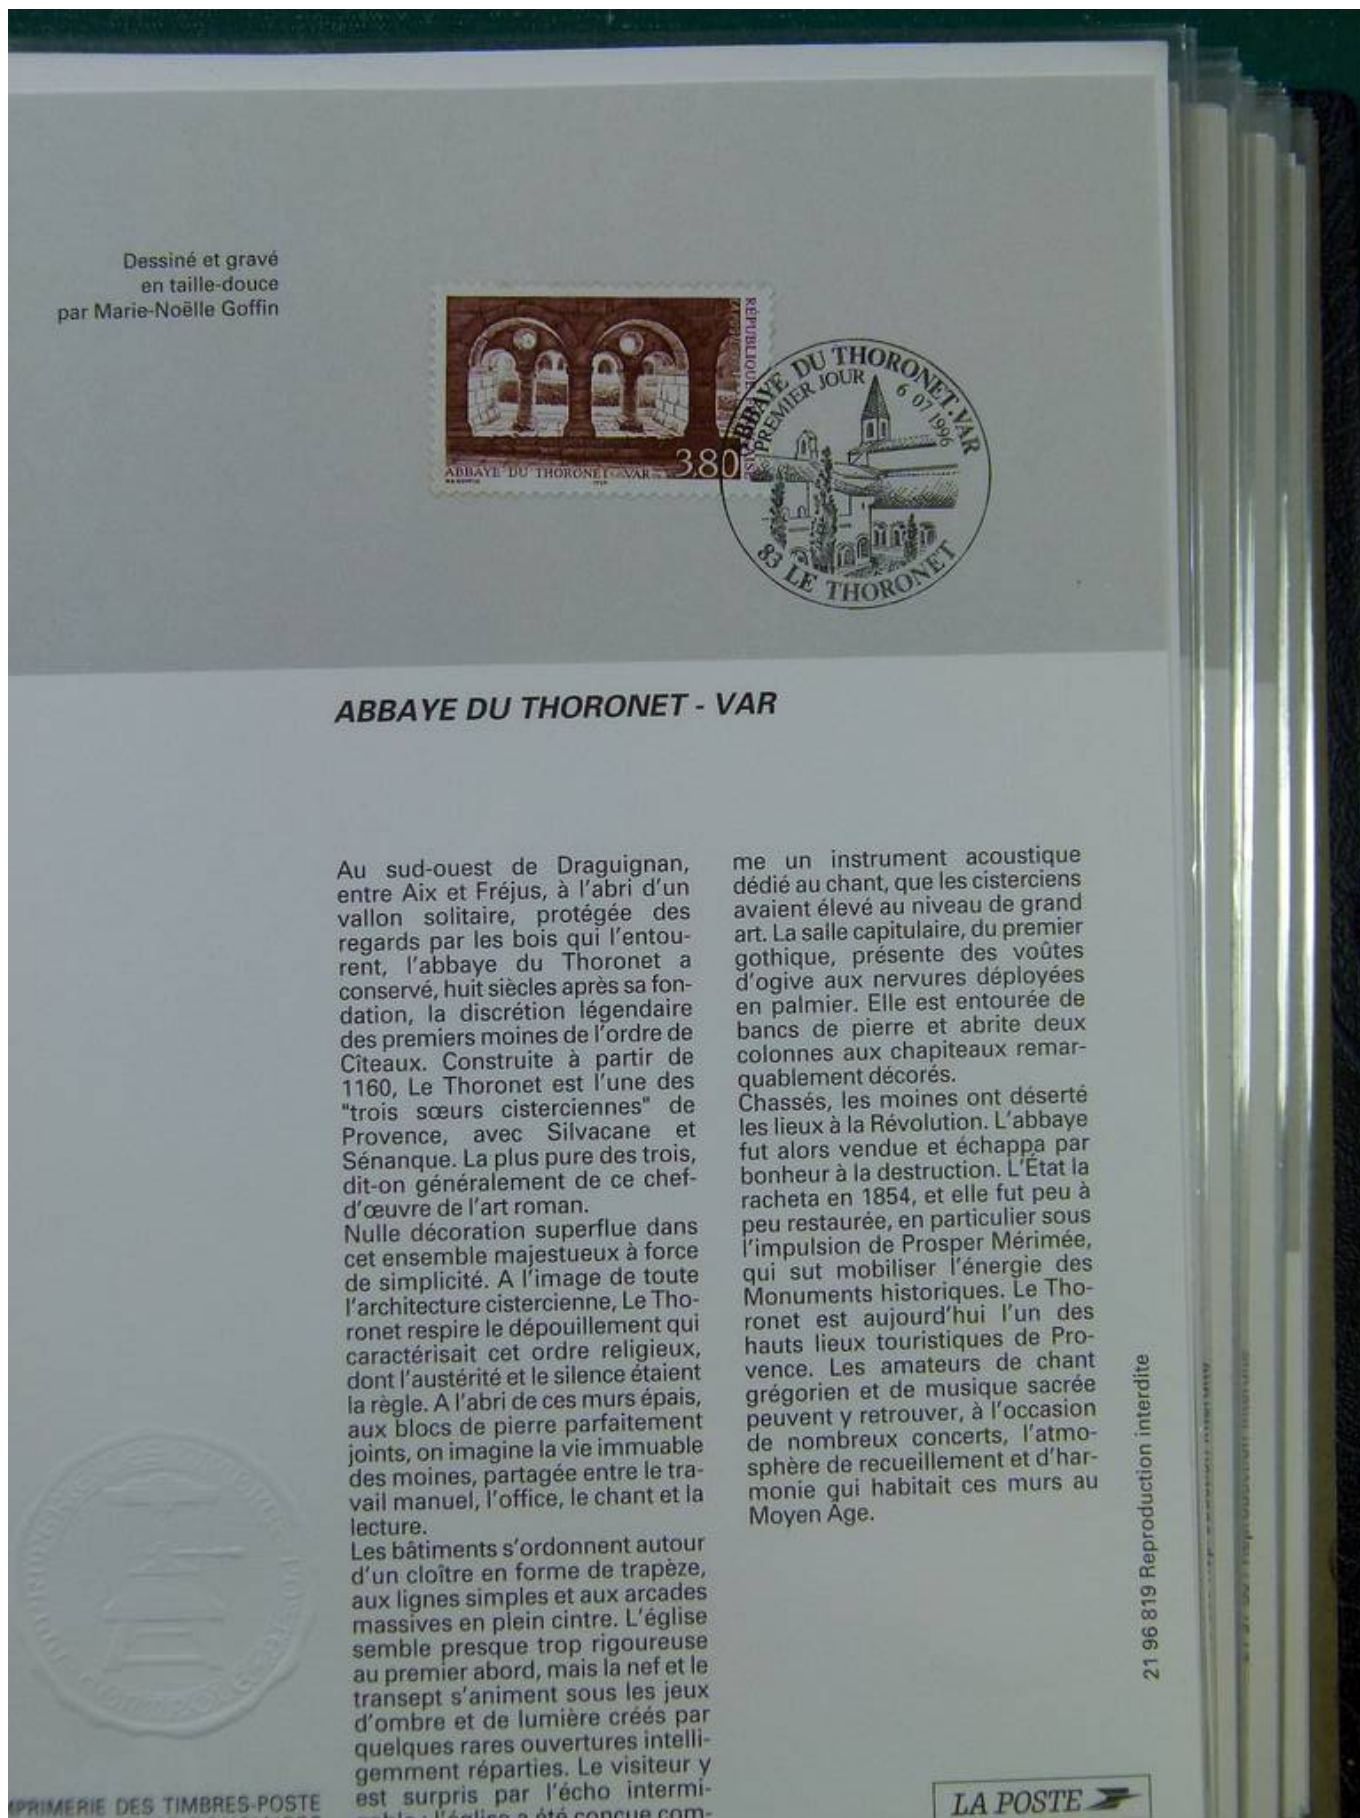 Dessiné et gravé
en taille-douce
par Marie-Noëlle Goffin
RÉPUBLIQUE
ABBAYE DU THORONET - VAR
3,80
ABBAYE DU THORONET.VAR
PREMIER JOUR
6 07 1996
83 LE THORONET
ABBAYE DU THORONET - VAR
Au sud-ouest de Draguignan,
entre Aix et Fréjus, à l'abri d'un
vallon solitaire, protégée des
regards par les bois qui l'entou-
rent, l'abbaye du Thoronet a
conservé, huit siècles après sa fon-
dation, la discrétion légendaire
des premiers moines de l'ordre de
Cîteaux. Construite à partir de
1160, Le Thoronet est l'une des
"trois sœurs cisterciennes" de
Provence, avec Silvacane et
Sénanque. La plus pure des trois,
dit-on généralement de ce chef-
d'œuvre de l'art roman.
Nulle décoration superflue dans
cet ensemble majestueux à force
de simplicité. A l'image de toute
l'architecture cistercienne, Le Tho-
ronet respire le dépouillement qui
caractérisait cet ordre religieux,
dont l'austérité et le silence étaient
la règle. A l'abri de ces murs épais,
aux blocs de pierre parfaitement
joints, on imagine la vie immuable
des moines, partagée entre le tra-
vail manuel, l'office, le chant et la
lecture.
Les bâtiments s'ordonnent autour
d'un cloître en forme de trapèze,
aux lignes simples et aux arcades
massives en plein cintre. L'église
semble presque trop rigoureuse
au premier abord, mais la nef et le
transept s'animent sous les jeux
d'ombre et de lumière créés par
quelques rares ouvertures intelli-
gemment réparties. Le visiteur y
est surpris par l'écho intermi-
l'église a été conçue com-
me un instrument acoustique
dédié au chant, que les cisterciens
avaient élevé au niveau de grand
art. La salle capitulaire, du premier
gothique, présente des voûtes
d'ogive aux nervures déployées
en palmier. Elle est entourée de
bancs de pierre et abrite deux
colonnes aux chapiteaux remar-
quablement décorés.
Chassés, les moines ont déserté
les lieux à la Révolution. L'abbaye
fut alors vendue et échappa par
bonheur à la destruction. L'État la
racheta en 1854, et elle fut peu à
peu restaurée, en particulier sous
l'impulsion de Prosper Mérimée,
qui sut mobiliser l'énergie des
Monuments historiques. Le Tho-
ronet est aujourd'hui l'un des
hauts lieux touristiques de Pro-
vence. Les amateurs de chant
grégorien et de musique sacrée
peuvent y retrouver, à l'occasion
de nombreux concerts, l'atmo-
sphère de recueillement et d'har-
monie qui habitait ces murs au
Moyen Âge.
21 96 819 Reproduction interdite
MPRIMERIE DES TIMBRES-POSTE
LA POSTE